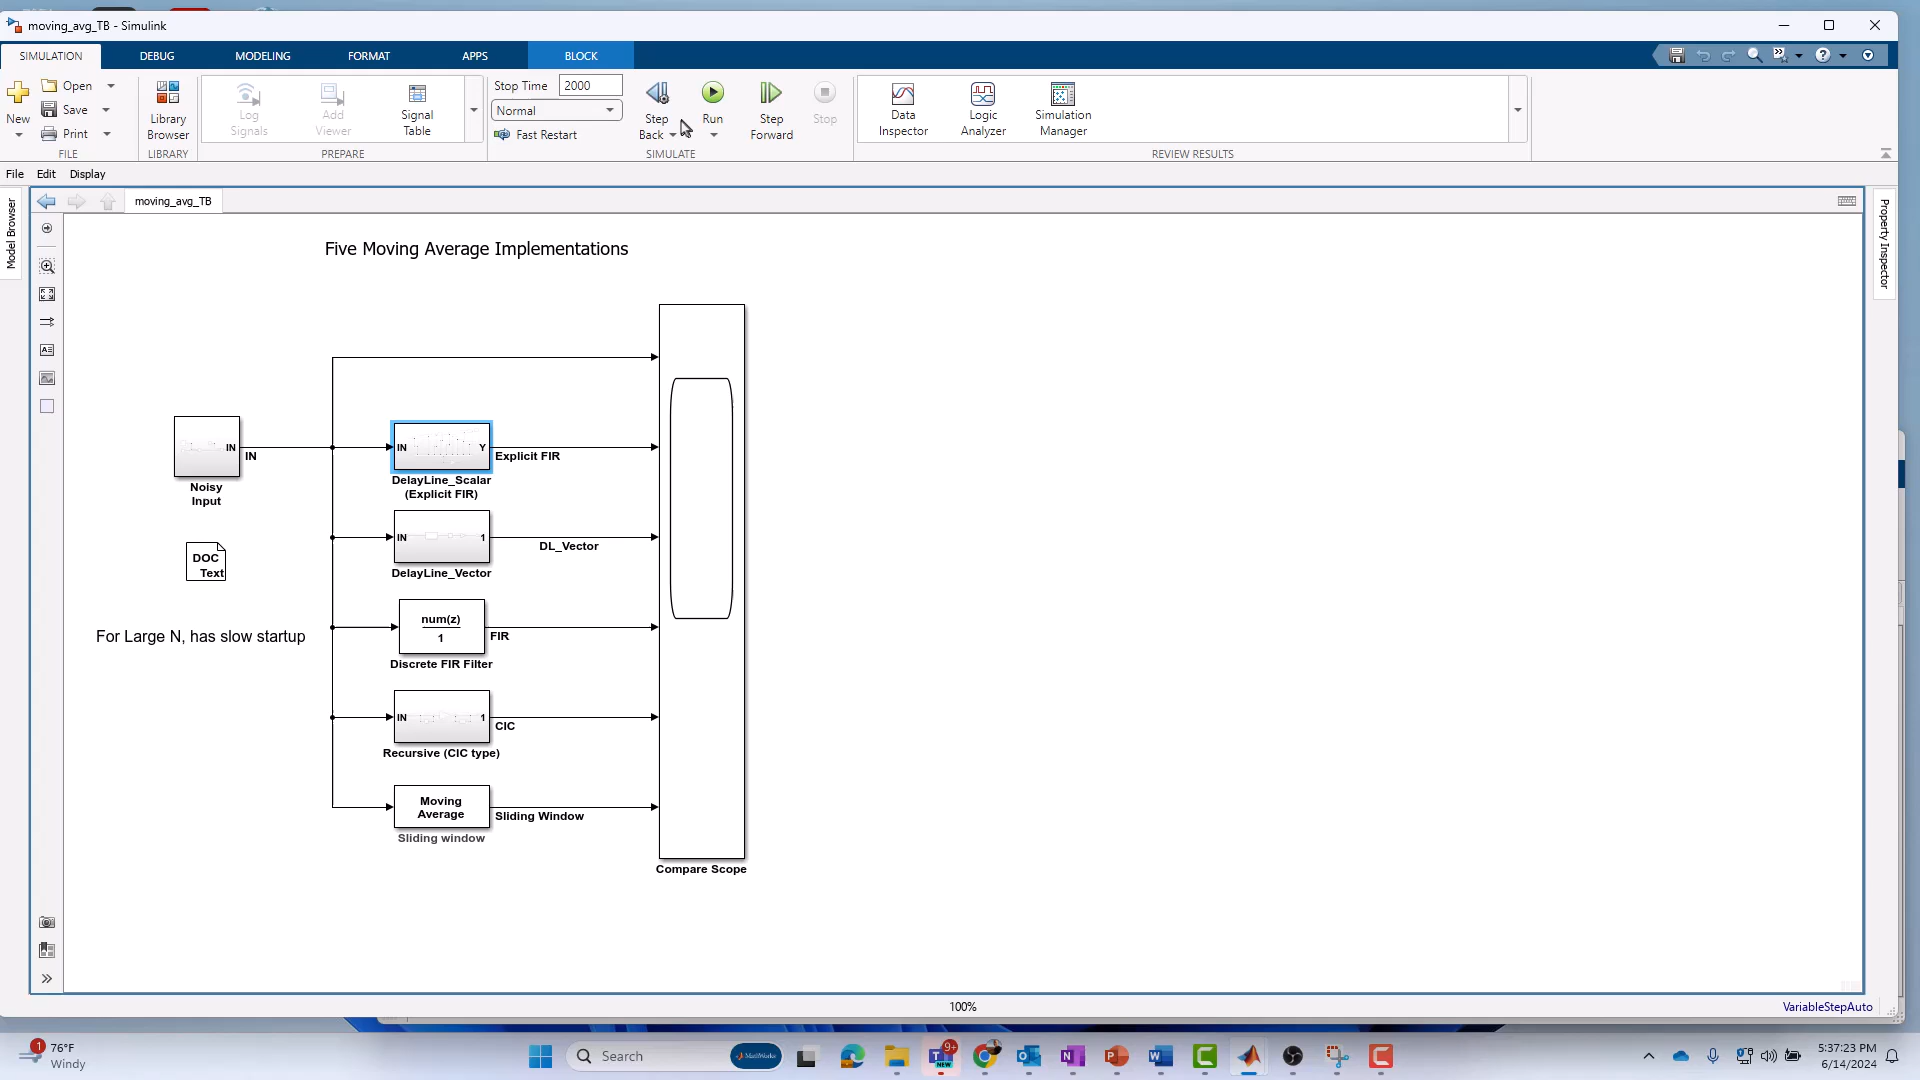 moving_avg_TB - Simulink
SIMULATION
DEBUG
MODELING
FORMAT
APPS
BLOCK
New
Open
Save
Print
FILE
Library
Browser
LIBRARY
Log
Signals
Add
Viewer
Signal
Table
PREPARE
Stop Time 2000
Normal
Fast Restart
Step
Back
Run
Step
Forward
Stop
SIMULATE
Data
Inspector
Logic
Analyzer
Simulation
Manager
REVIEW RESULTS
File Edit Display
Model Browser
moving_avg_TB
Property Inspector
Five Moving Average Implementations
IN
IN
Noisy
Input
IN Y
Explicit FIR
DelayLine_Scalar
(Explicit FIR)
DOC
Text
IN 1
DL_Vector
DelayLine_Vector
For Large N, has slow startup
num(z)
1
FIR
Discrete FIR Filter
IN 1
CIC
Recursive (CIC type)
Moving
Average
Sliding Window
Sliding window
Compare Scope
100%
VariableStepAuto
1
76°F
Windy
Search
MathWorks
9+
NEW
5:37:23 PM
6/14/2024